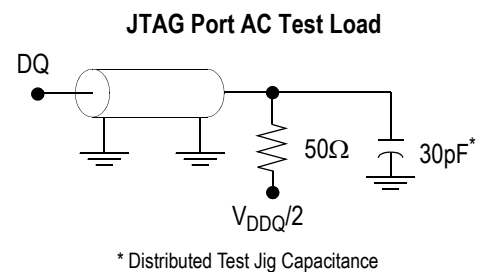 JTAG Port AC Test Load
DQ
50Ω
30pF*
VDDQ/2
* Distributed Test Jig Capacitance